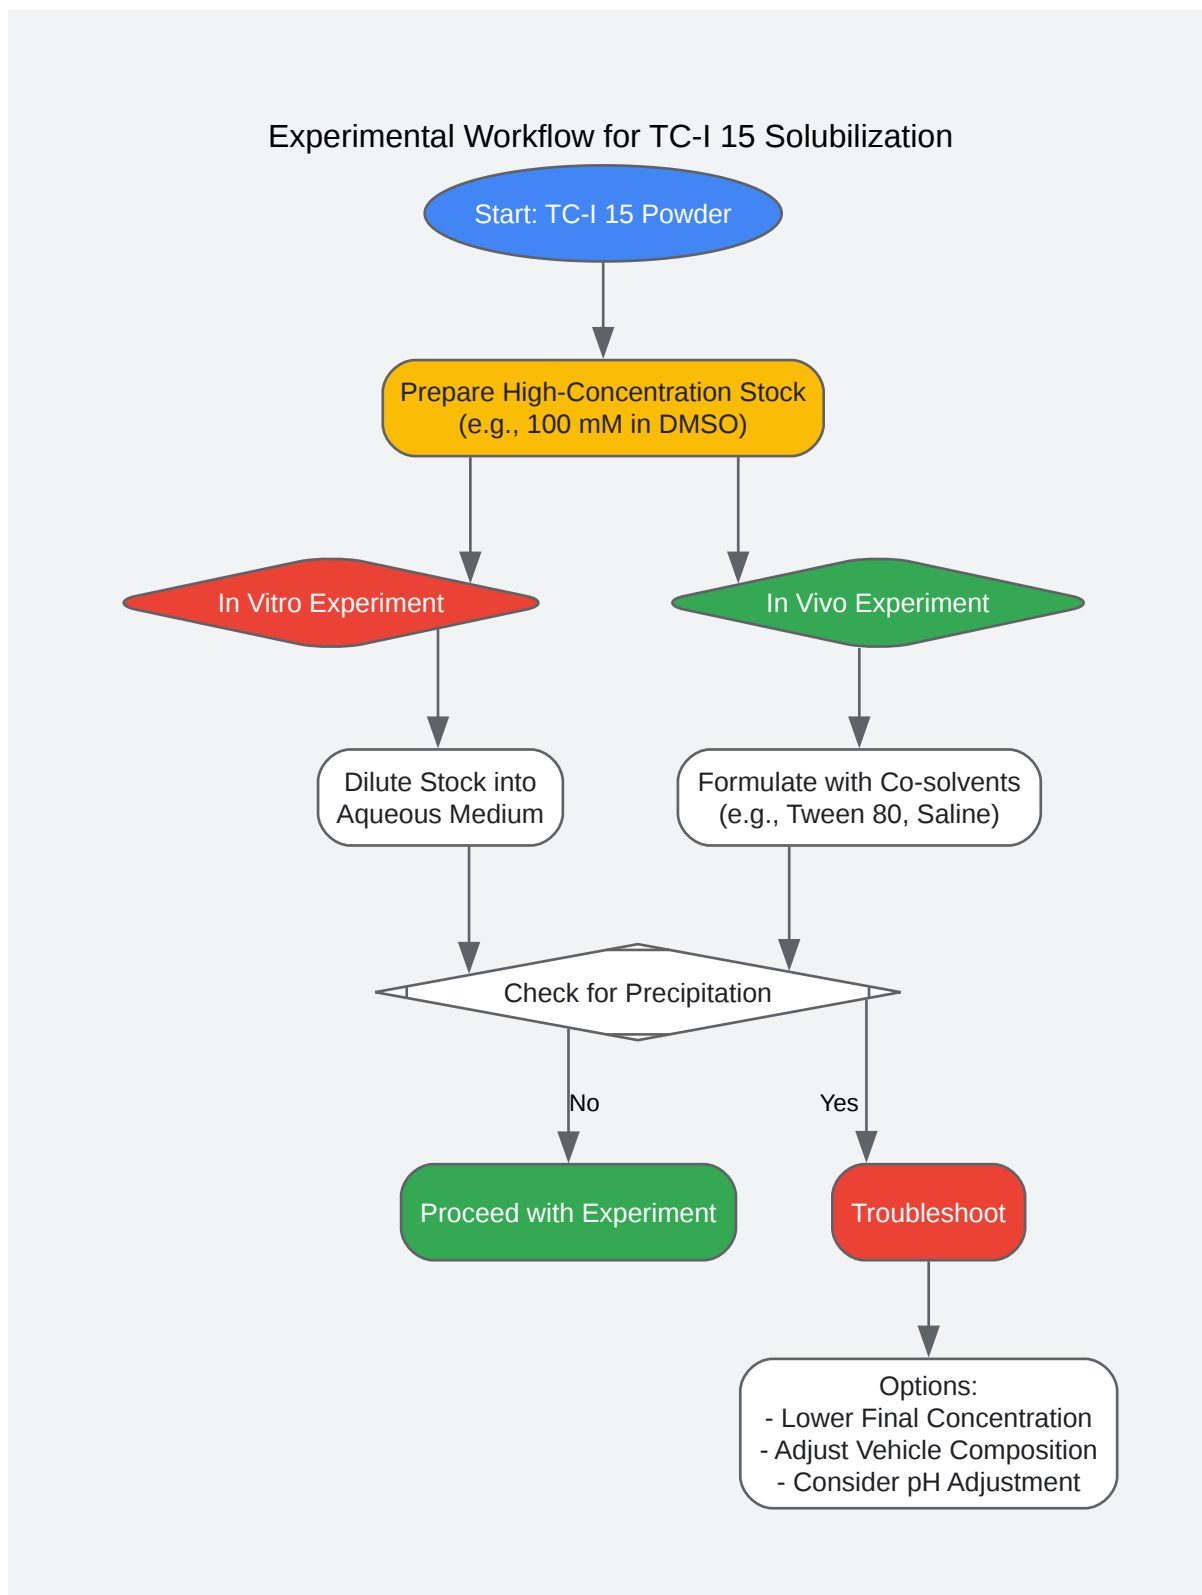 Experimental Workflow for TC-I 15 Solubilization
Start: TC-I 15 Powder
Prepare High-Concentration Stock
(e.g., 100 mM in DMSO)
In Vitro Experiment
In Vivo Experiment
Dilute Stock into
Aqueous Medium
Formulate with Co-solvents
(e.g., Tween 80, Saline)
Check for Precipitation
No
Yes
Proceed with Experiment
Troubleshoot
Options:
- Lower Final Concentration
- Adjust Vehicle Composition
- Consider pH Adjustment